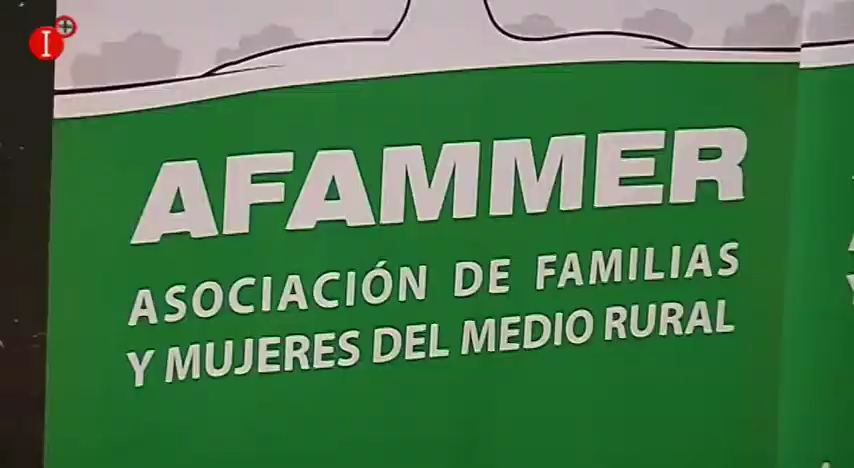 I+
AFAMMER
ASOCIACIÓN DE FAMILIAS
Y MUJERES DEL MEDIO RURAL